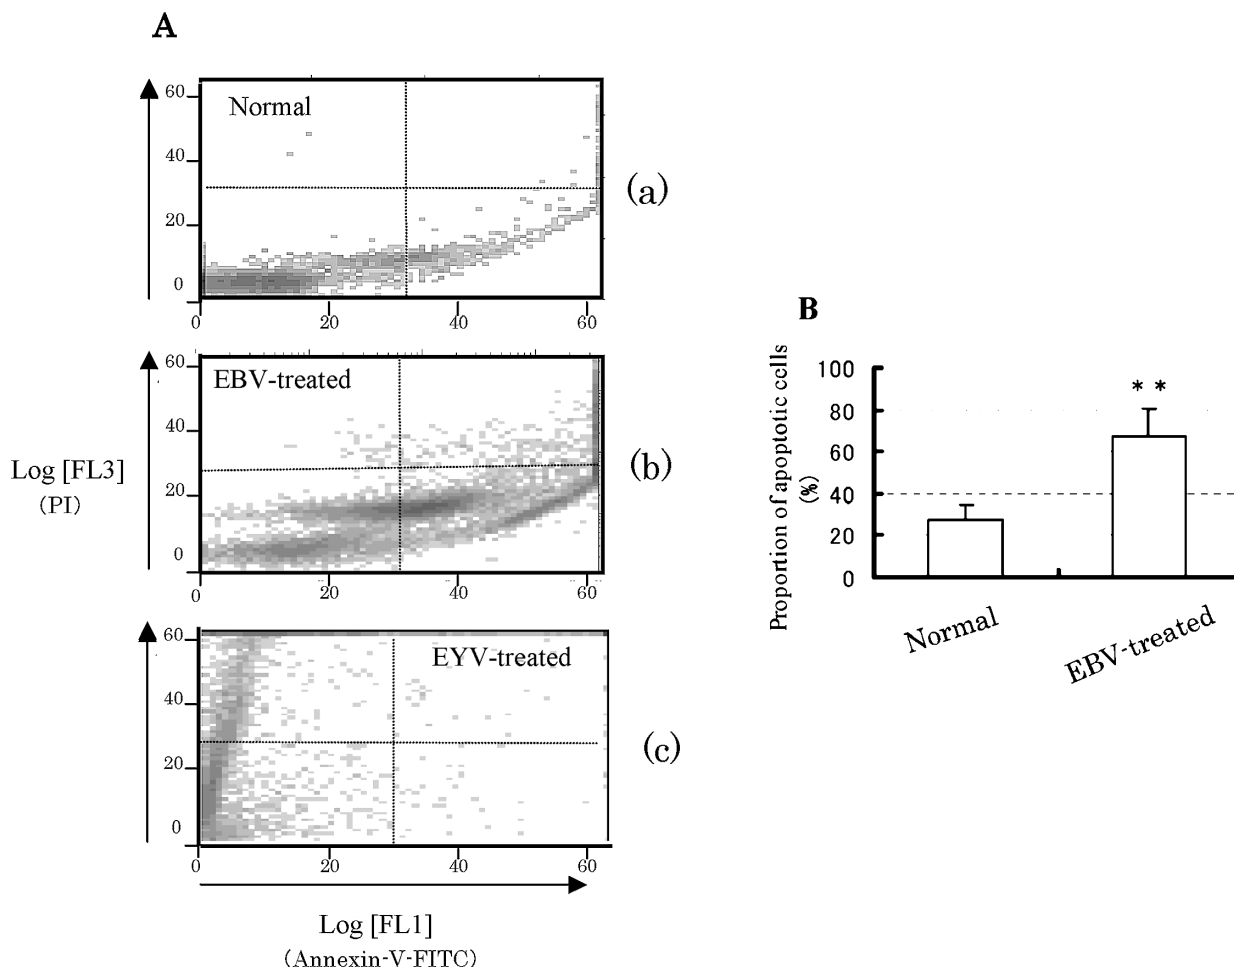 A
60
40
20
0
Normal
(a)
0
20
40
60
60
40
20
0
EBV-treated
(b)
0
20
40
60
Log [FL3]
(PI)
60
40
20
0
EYV-treated
(c)
0
20
40
60
Log [FL1]
(Annexin-V-FITC)
B
Proportion of apoptotic cells
(%)
100
80
60
40
20
0
* *
Normal
EBV-treated